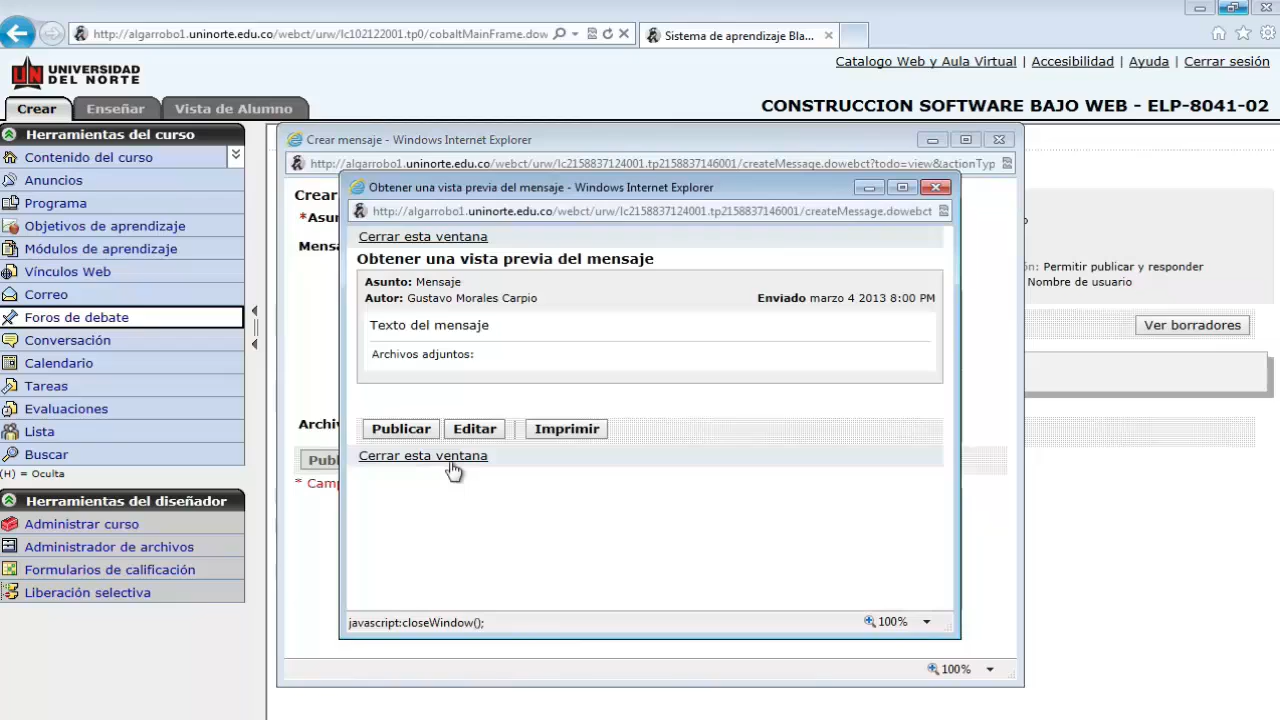 http://algarrobo1.uninorte.edu.co/webct/urw/lc102122001.tp0/cobaltMainFrame.dow
Sistema de aprendizaje Bla...
UNIVERSIDAD
DEL NORTE
Catalogo Web y Aula Virtual | Accesibilidad | Ayuda | Cerrar sesión
Crear
Enseñar
Vista de Alumno
CONSTRUCCION SOFTWARE BAJO WEB - ELP-8041-02
Herramientas del curso
Contenido del curso
Anuncios
Programa
Objetivos de aprendizaje
Módulos de aprendizaje
Vínculos Web
Correo
Foros de debate
Conversación
Calendario
Tareas
Evaluaciones
Lista
Buscar
(H) = Oculta
Herramientas del diseñador
Administrar curso
Administrador de archivos
Formularios de calificación
Liberación selectiva
Crear mensaje - Windows Internet Explorer
http://algarrobo1.uninorte.edu.co/webct/urw/lc2158837124001.tp2158837146001/createMessage.dowebct?todo=view&actionTyp
Crear
*Asu
Mensa
Archiv
Publ
* Camp
100%
Obtener una vista previa del mensaje - Windows Internet Explorer
http://algarrobo1.uninorte.edu.co/webct/urw/lc2158837124001.tp2158837146001/createMessage.dowebct
Cerrar esta ventana
Obtener una vista previa del mensaje
Asunto: Mensaje
Autor: Gustavo Morales Carpio
Enviado marzo 4 2013 8:00 PM
Texto del mensaje
Archivos adjuntos:
Publicar
Editar
Imprimir
Cerrar esta ventana
javascript:closeWindow();
100%
ón: Permitir publicar y responder
Nombre de usuario
Ver borradores